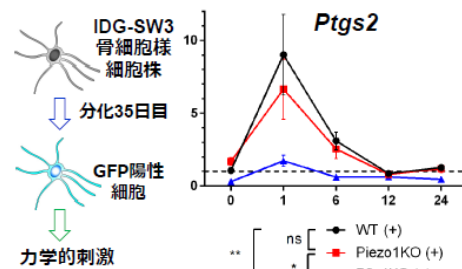 IDG-SW3
骨細胞様
細胞株
分化35日目
GFP陽性
細胞
力学的刺激
Ptgs2
10
5
0
0 1 6 12 24
** ns WT (+)
* Piezo1KO (+)